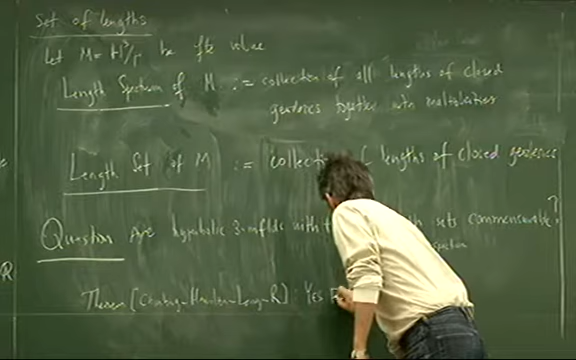 Set of lengths
Let M = H³/Γ be fte volume
Length Spectrum of M := collection of all lengths of closed
geodesics together with multiplicities
Length Set of M := collection of lengths of closed geodesics
Question Are hyperbolic 3-mflds with sets commensurable?
spectrum
Theorem [Chinburg-Hamilton-Long-R] : Yes
R